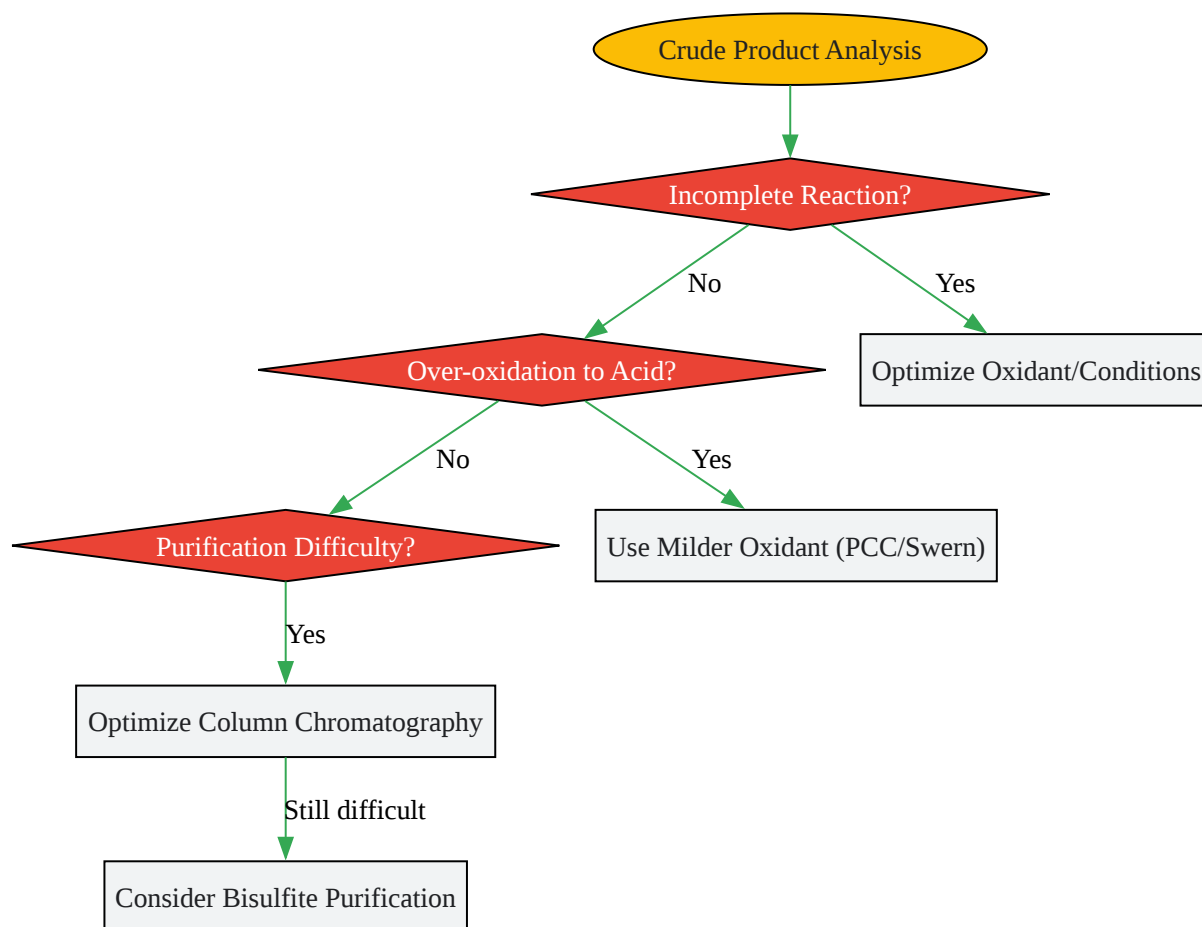 Crude Product Analysis
Incomplete Reaction?
No
Yes
Over-oxidation to Acid?
Optimize Oxidant/Conditions
No
Yes
Purification Difficulty?
Use Milder Oxidant (PCC/Swern)
Yes
Optimize Column Chromatography
Still difficult
Consider Bisulfite Purification